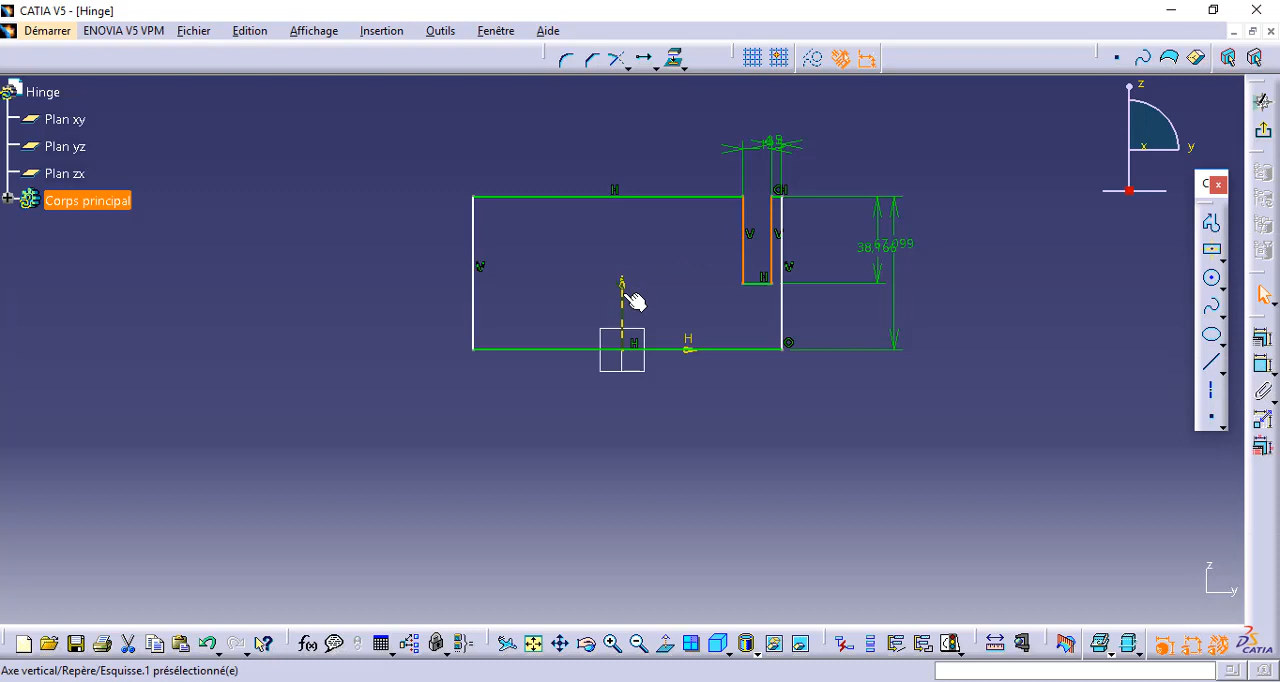 CATIA V5 - [Hinge]
Démarrer ENOVIA V5 VPM Fichier Edition Affichage Insertion Outils Fenêtre Aide
Hinge
Plan xy
Plan yz
Plan zx
Corps principal
z
x
y
H
H
V
V
V
V
H
H
H
z
y
f(x)
CATIA
Axe vertical/Repère/Esquisse.1 présélectionné(e)